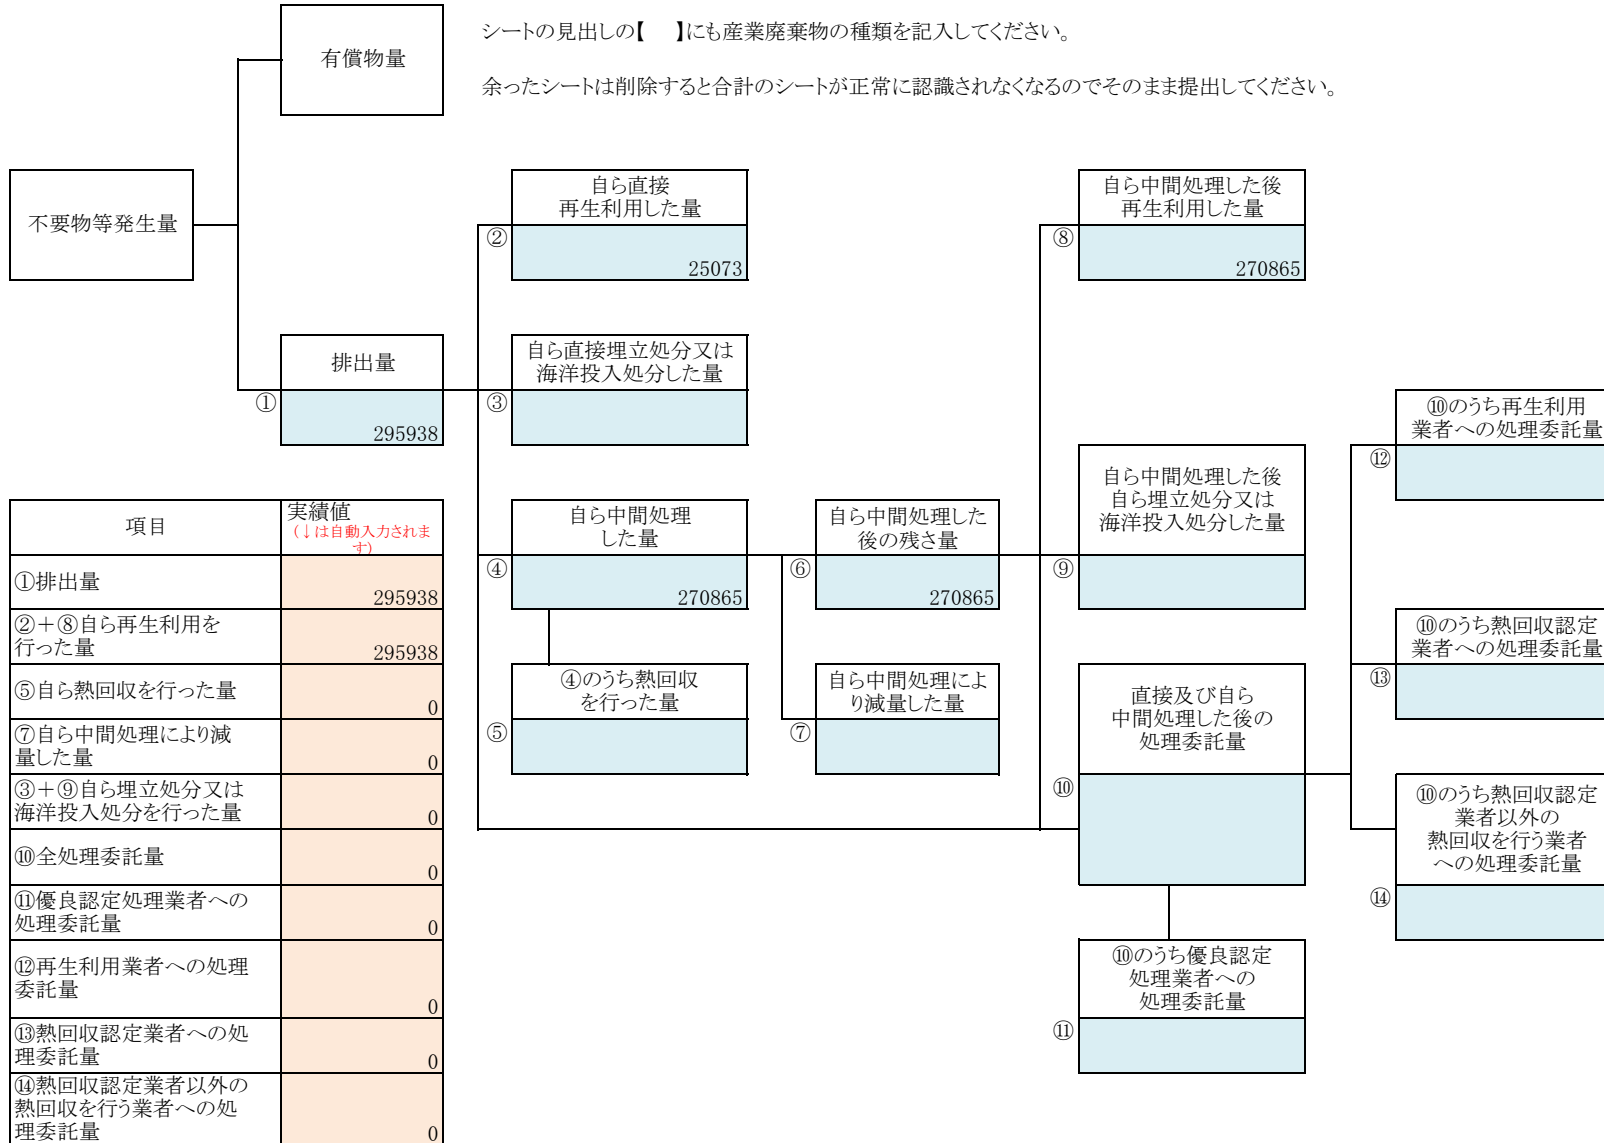 シートの見出しの【　】にも産業廃棄物の種類を記入してください。
有償物量
余ったシートは削除すると合計のシートが正常に認識されなくなるのでそのまま提出してください。
不要物等発生量
自ら直接
再生利用した量
②
25073
自ら中間処理した後
再生利用した量
⑧
270865
排出量
①
295938
自ら直接埋立処分又は
海洋投入処分した量
③
⑩のうち再生利用
業者への処理委託量
⑫
自ら中間処理
した量
④
270865
自ら中間処理した
後の残さ量
⑥
270865
自ら中間処理した後
自ら埋立処分又は
海洋投入処分した量
⑨
⑩のうち熱回収認定
業者への処理委託量
⑬
④のうち熱回収
を行った量
⑤
自ら中間処理によ
り減量した量
⑦
直接及び自ら
中間処理した後の
処理委託量
⑩
⑩のうち熱回収認定
業者以外の
熱回収を行う業者
への処理委託量
⑭
⑩のうち優良認定
処理業者への
処理委託量
⑪
項目
実績値
(↓は自動入力されま
す)
①排出量
295938
②＋⑧自ら再生利用を
行った量
295938
⑤自ら熱回収を行った量
0
⑦自ら中間処理により減
量した量
0
③＋⑨自ら埋立処分又は
海洋投入処分を行った量
0
⑩全処理委託量
0
⑪優良認定処理業者への
処理委託量
0
⑫再生利用業者への処理
委託量
0
⑬熱回収認定業者への処
理委託量
0
⑭熱回収認定業者以外の
熱回収を行う業者への処
理委託量
0